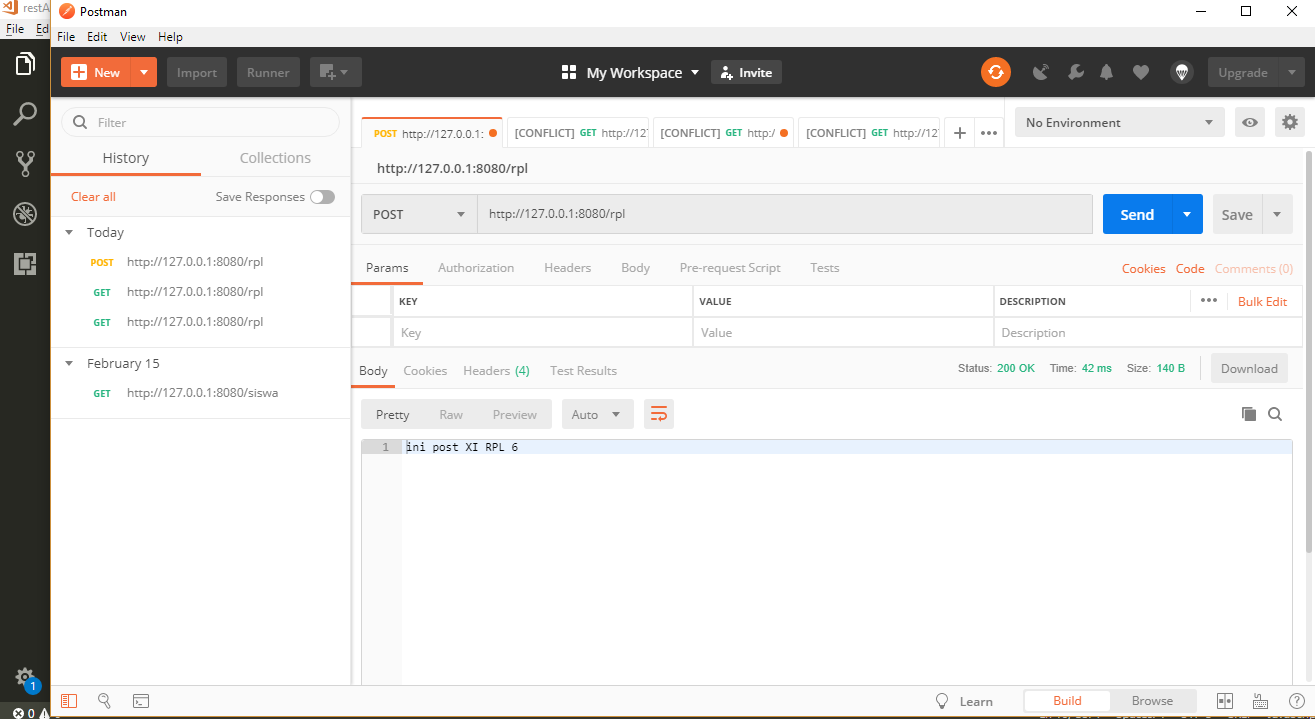 restA
Postman
File Ed
File Edit View Help
New Import Runner My Workspace Invite Upgrade
Filter
History Collections
Clear all Save Responses
Today
POST http://127.0.0.1:8080/rpl
GET http://127.0.0.1:8080/rpl
GET http://127.0.0.1:8080/rpl
February 15
GET http://127.0.0.1:8080/siswa
POST http://127.0.0.1: [CONFLICT] GET http://127 [CONFLICT] GET http:/ [CONFLICT] GET http://127 + ••• No Environment
http://127.0.0.1:8080/rpl
POST http://127.0.0.1:8080/rpl Send Save
Params Authorization Headers Body Pre-request Script Tests Cookies Code Comments (0)
KEY VALUE DESCRIPTION ••• Bulk Edit
Key Value Description
Body Cookies Headers (4) Test Results Status: 200 OK Time: 42 ms Size: 140 B Download
Pretty Raw Preview Auto
1 ini post XI RPL 6
1
0
Learn Build Browse